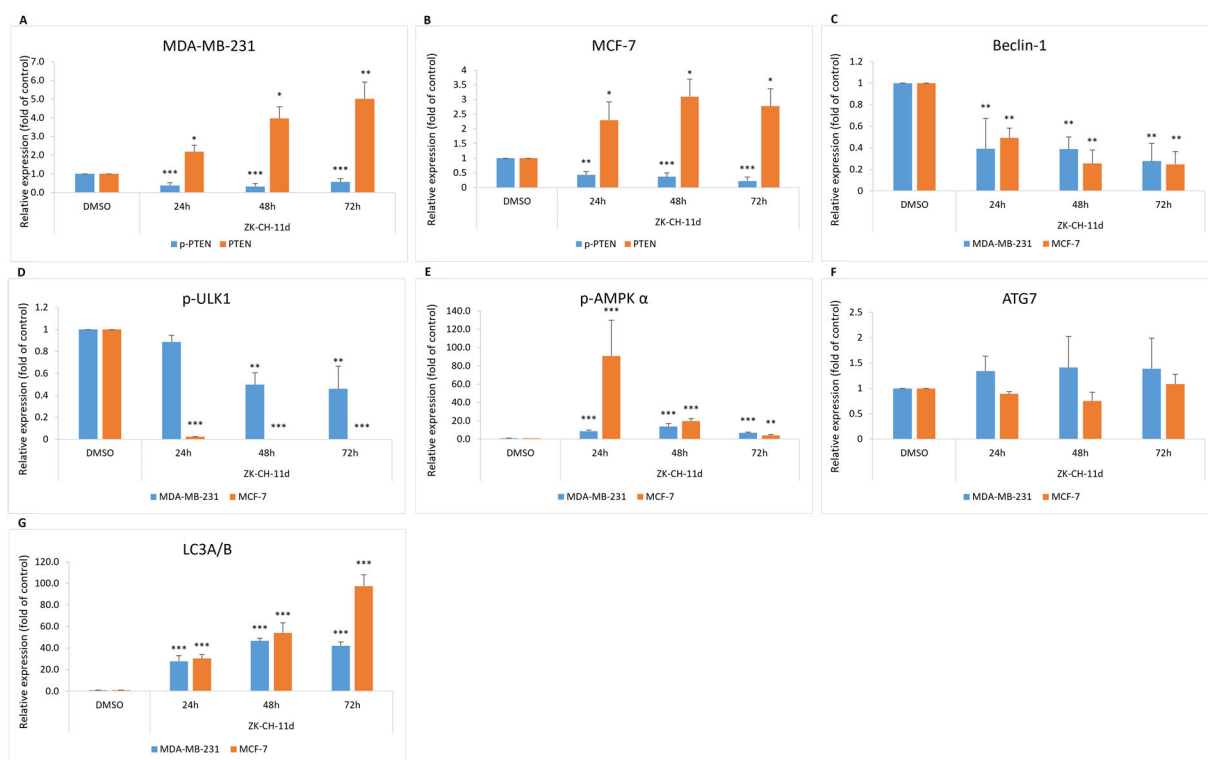 A
MDA-MB-231
Relative expression (fold of control)
6.0
7.0
5.0
4.0
3.0
2.0
1.0
0.0
*** * *** * *** **
DMSO 24h 48h 72h
ZK-CH-11d
p-PTEN PTEN
B
MCF-7
Relative expression (fold of control)
4
3.5
3
2.5
2
1.5
1
0.5
0
** * *** * *** *
DMSO 24h 48h 72h
ZK-CH-11d
p-PTEN PTEN
C
Beclin-1
Relative expression (fold of control)
1.2
1
0.8
0.6
0.4
0.2
0
** ** ** ** ** **
DMSO 24h 48h 72h
ZK-CH-11d
MDA-MB-231 MCF-7
D
p-ULK1
Relative expression (fold of control)
1.2
1
0.8
0.6
0.4
0.2
0
*** ** *** ** ***
DMSO 24h 48h 72h
ZK-CH-11d
MDA-MB-231 MCF-7
E
p-AMPK α
Relative expression (fold of control)
140.0
120.0
100.0
80.0
60.0
40.0
20.0
0.0
*** *** *** *** *** **
DMSO 24h 48h 72h
ZK-CH-11d
MDA-MB-231 MCF-7
F
ATG7
Relative expression (fold of control)
2.5
2
1.5
1
0.5
0
DMSO 24h 48h 72h
ZK-CH-11d
MDA-MB-231 MCF-7
G
LC3A/B
Relative expression (fold of control)
120.0
100.0
80.0
60.0
40.0
20.0
0.0
*** *** *** *** *** ***
DMSO 24h 48h 72h
ZK-CH-11d
MDA-MB-231 MCF-7